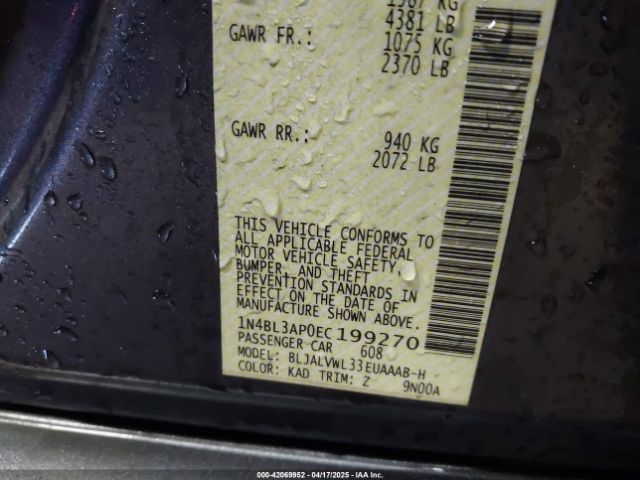 4381 LB
GAWR FR.: 1075 KG
2370 LB
GAWR RR.: 940 KG
2072 LB
THIS VEHICLE CONFORMS TO
ALL APPLICABLE FEDERAL
MOTOR VEHICLE SAFETY,
BUMPER, AND THEFT
PREVENTION STANDARDS IN
EFFECT ON THE DATE OF
MANUFACTURE SHOWN ABOVE.
1N4BL3AP0EC199270
PASSENGER CAR 608
MODEL: BLJALVWL33EUAAAB-H
COLOR: KAD TRIM: Z 9N00A
000-42069952 | 04/17/2025 | IAA Inc.